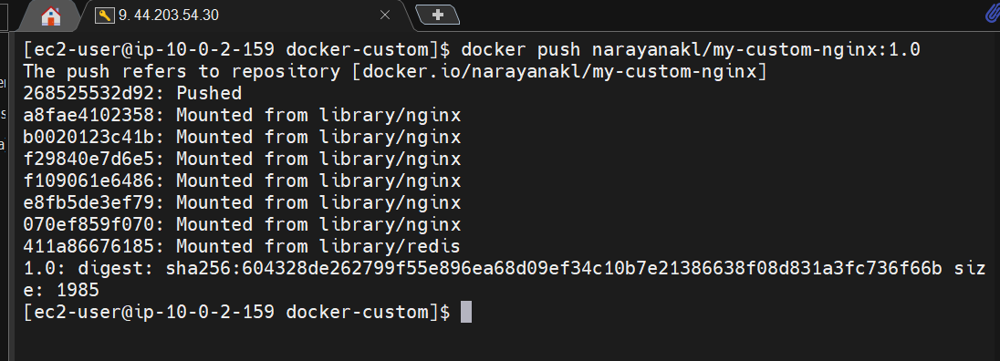 9. 44.203.54.30
[ec2-user@ip-10-0-2-159 docker-custom]$ docker push narayanakl/my-custom-nginx:1.0
The push refers to repository [docker.io/narayanakl/my-custom-nginx]
268525532d92: Pushed
a8fae4102358: Mounted from library/nginx
b0020123c41b: Mounted from library/nginx
f29840e7d6e5: Mounted from library/nginx
f109061e6486: Mounted from library/nginx
e8fb5de3ef79: Mounted from library/nginx
070ef859f070: Mounted from library/nginx
411a86676185: Mounted from library/redis
1.0: digest: sha256:604328de262799f55e896ea68d09ef34c10b7e21386638f08d831a3fc736f66b siz
e: 1985
[ec2-user@ip-10-0-2-159 docker-custom]$